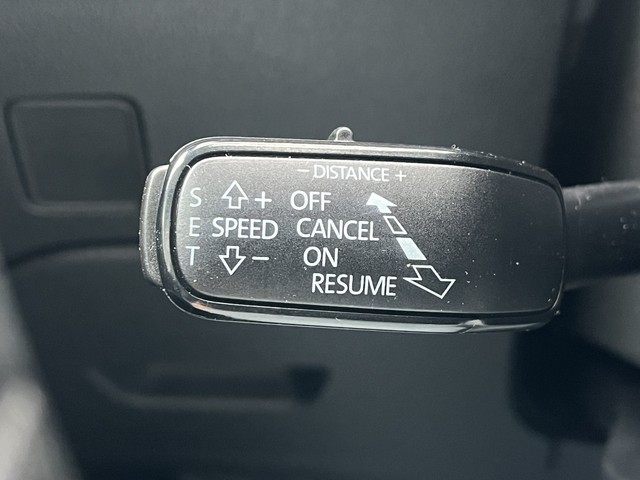 − DISTANCE +
S + OFF
E SPEED CANCEL
T − ON
RESUME